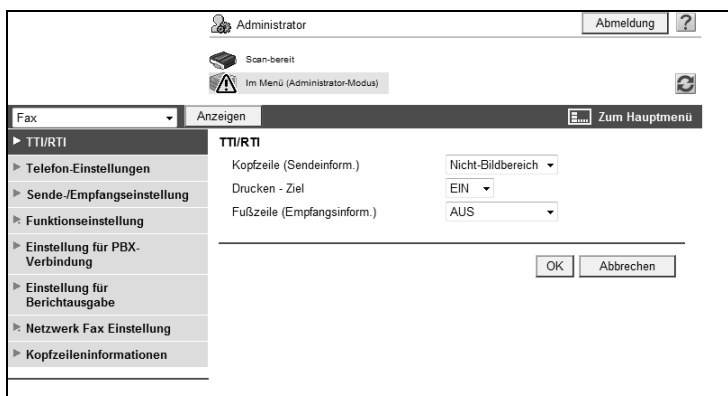 Administrator
Abmeldung
?
Scan-bereit
Im Menü (Administrator-Modus)
Fax
Anzeigen
Zum Hauptmenü
TTI/RTI
Telefon-Einstellungen
Sende-/Empfangseinstellung
Funktionseinstellung
Einstellung für PBX-
Verbindung
Einstellung für
Berichtausgabe
Netzwerk Fax Einstellung
Kopfzeileninformationen
TTI/RTI
Kopfzeile (Sendeinform.) Nicht-Bildbereich
Drucken - Ziel EIN
Fußzeile (Empfangsinform.) AUS
OK Abbrechen